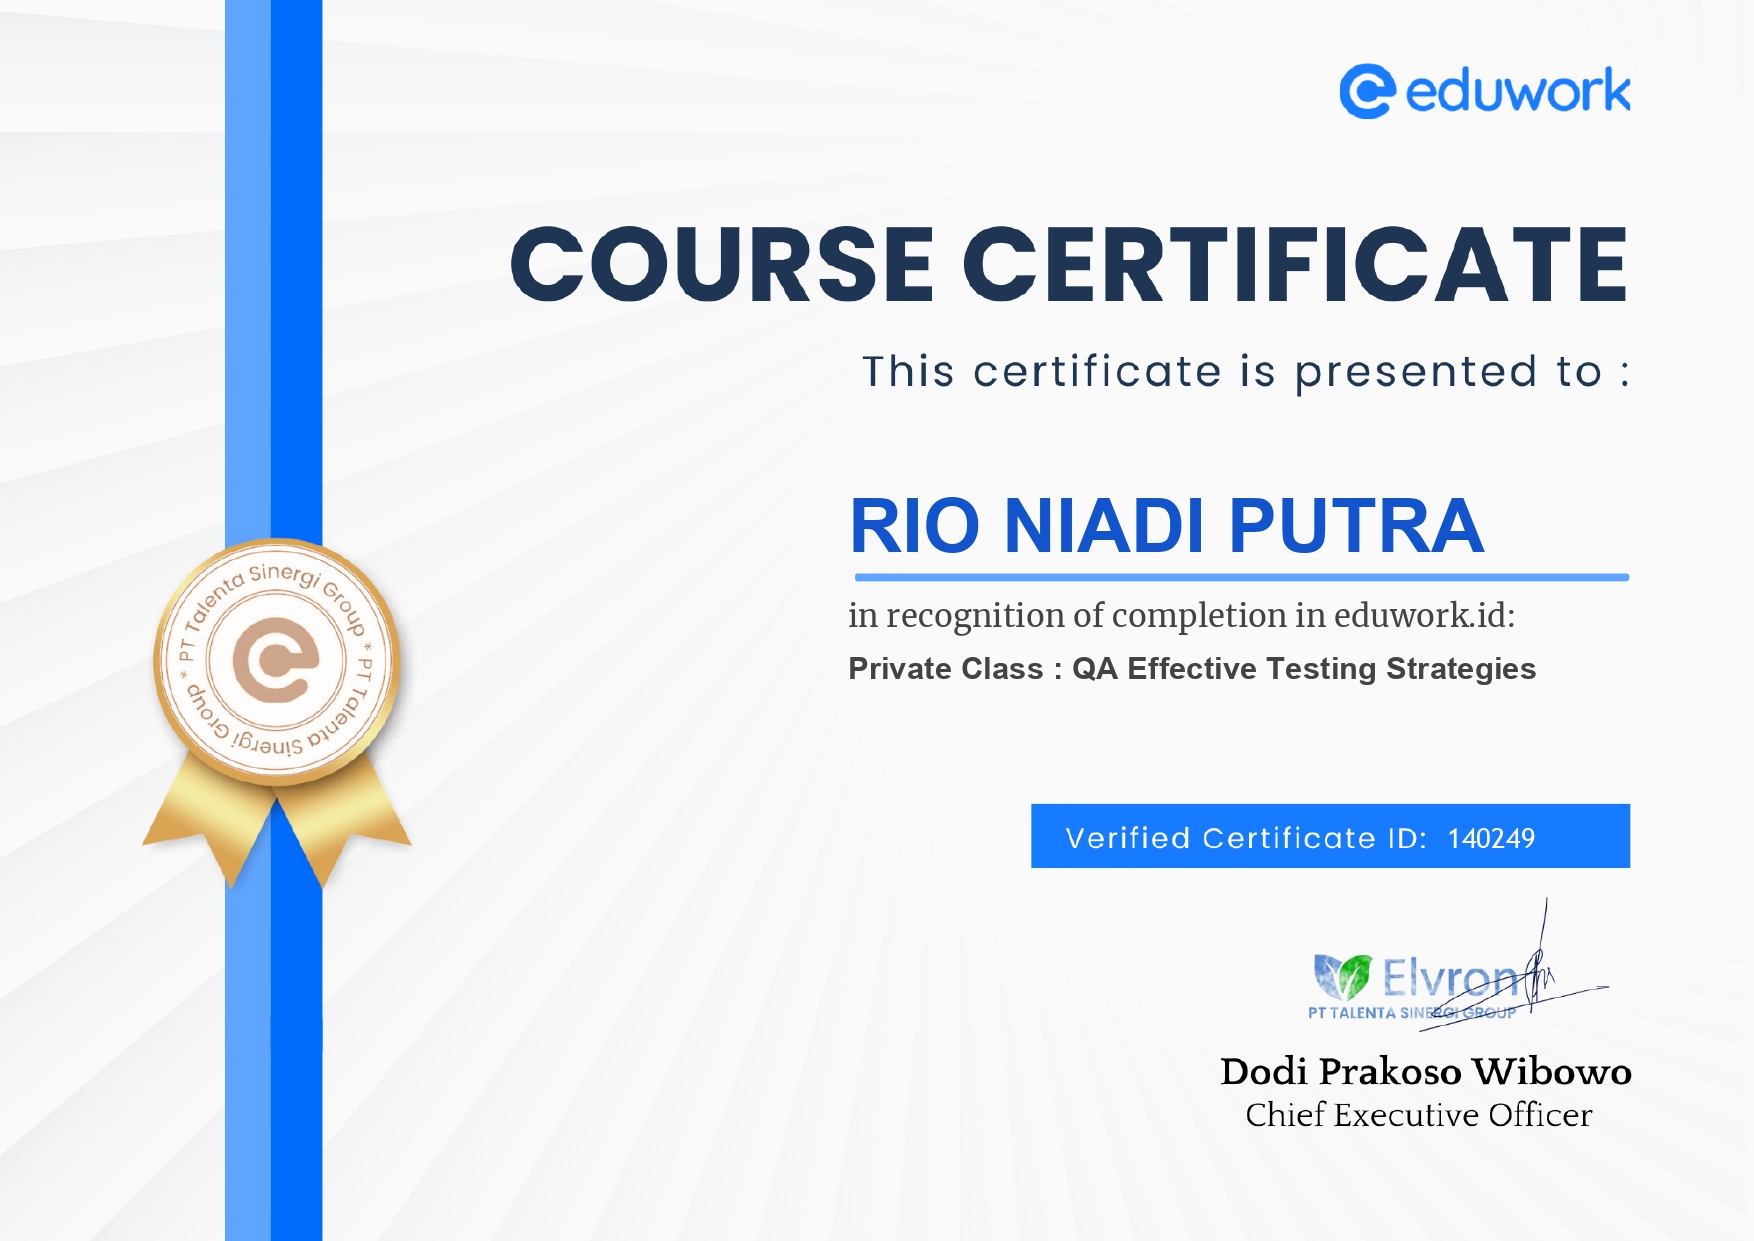 eduwork
COURSE CERTIFICATE
This certificate is presented to :
RIO NIADI PUTRA
in recognition of completion in eduwork.id:
Private Class : QA Effective Testing Strategies
* PT Talenta Sinergi Group * PT Talenta Sinergi Group
Verified Certificate ID: 140249
Elvron
PT TALENTA SINERGI GROUP
Dodi Prakoso Wibowo
Chief Executive Officer